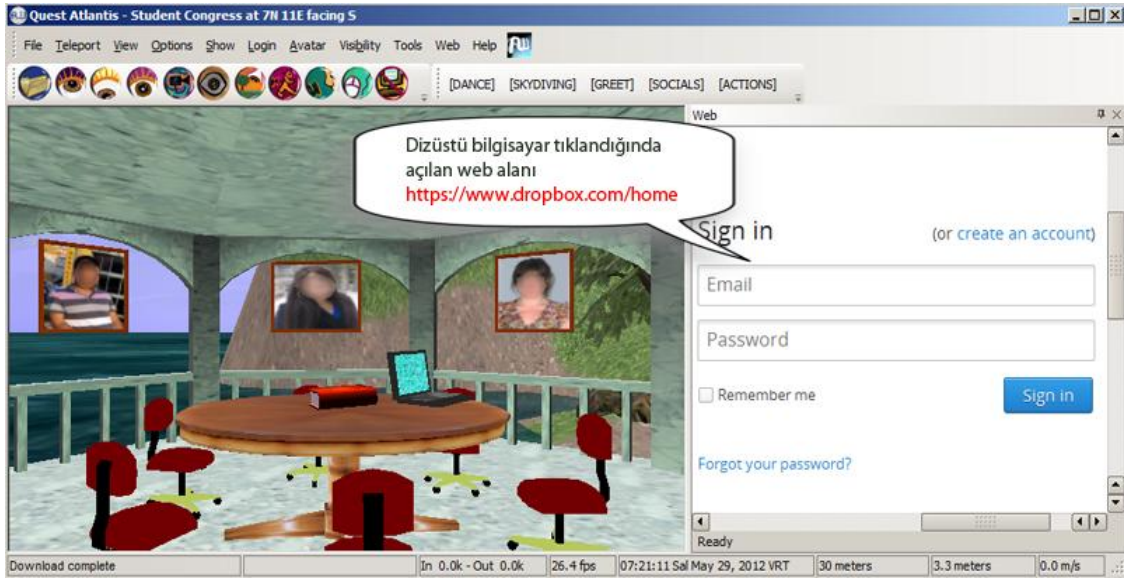 Quest Atlantis - Student Congress at 7N 11E facing S
File Teleport View Options Show Login Avatar Visibility Tools Web Help
[DANCE] [SKYDIVING] [GREET] [SOCIALS] [ACTIONS]
Web
Dizüstü bilgisayar tıklandığında
açılan web alanı
https://www.dropbox.com/home
Sign in (or create an account)
Email
Password
Remember me Sign in
Forgot your password?
Ready
Download complete In 0.0k - Out 0.0k 26.4 fps 07:21:11 Sal May 29, 2012 VRT 30 meters 3.3 meters 0.0 m/s